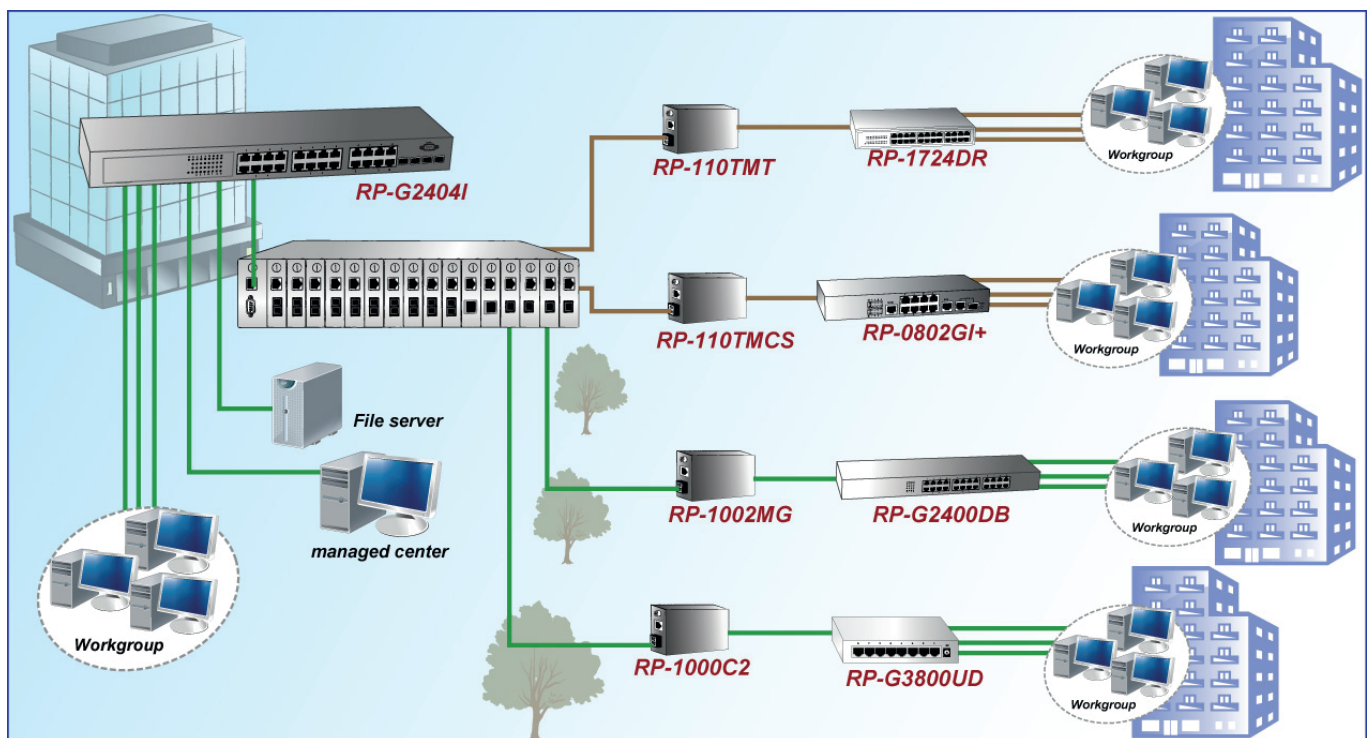 RP-G2404I
RP-110TMT
RP-1724DR
Workgroup
RP-110TMCS
RP-0802GI+
Workgroup
File server
managed center
RP-1002MG
RP-G2400DB
Workgroup
Workgroup
RP-1000C2
RP-G3800UD
Workgroup